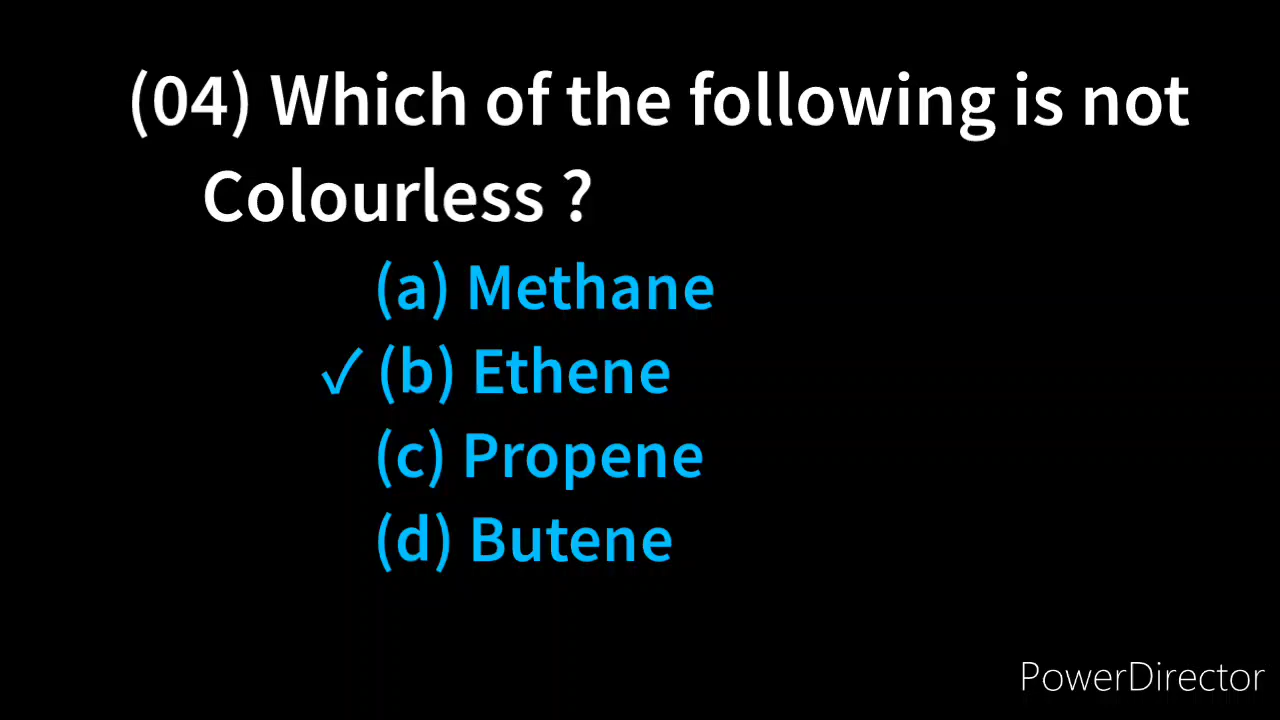 (04) Which of the following is not
Colourless ?
(a) Methane
✓ (b) Ethene
(c) Propene
(d) Butene
PowerDirector